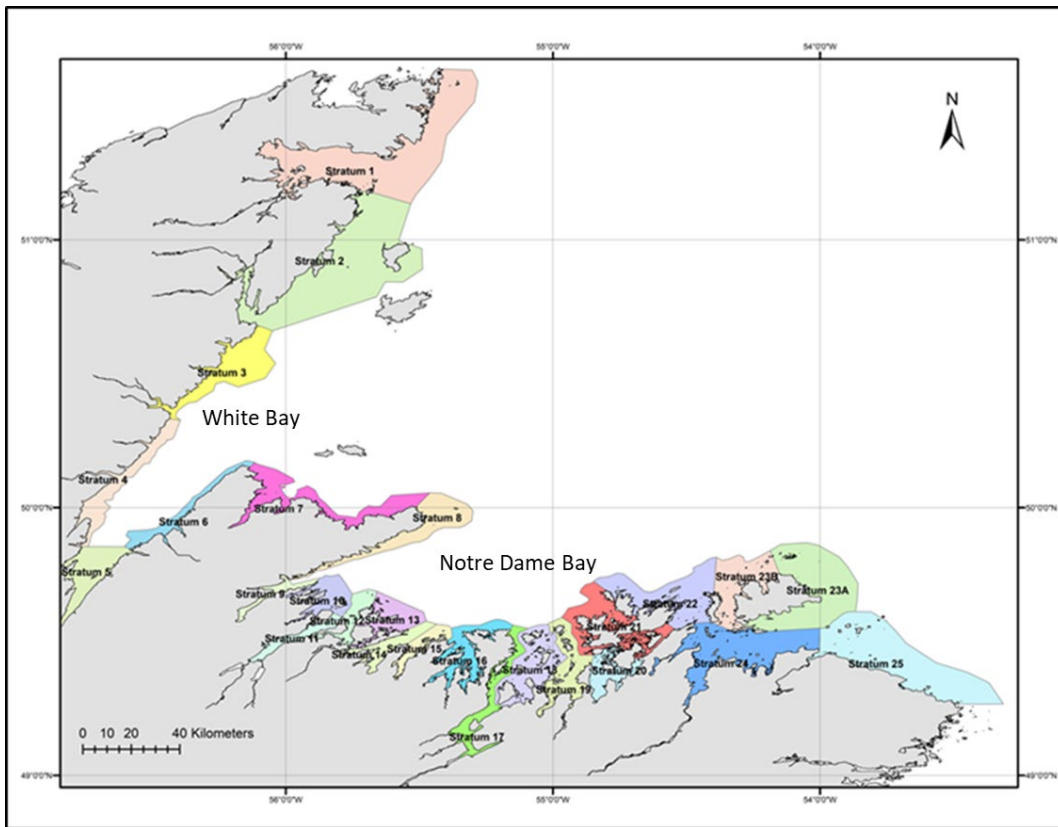 56°0'0"W 55°0'0"W 54°0'0"W
N
Stratum 1
51°0'0"N Stratum 2 51°0'0"N
Stratum 3
White Bay
Stratum 4
50°0'0"N 50°0'0"N
Stratum 6
Stratum 7
Stratum 8
Notre Dame Bay
Stratum 5
Stratum 23B
Stratum 23A
Stratum 9
Stratum 10
Stratum 22
Stratum 12
Stratum 13
Stratum 21
Stratum 11
Stratum 14
Stratum 15
Stratum 16
Stratum 18
Stratum 20
Stratum 24
Stratum 25
Stratum 19
Stratum 17
0 10 20 40 Kilometers
49°0'0"N 49°0'0"N
56°0'0"W 55°0'0"W 54°0'0"W